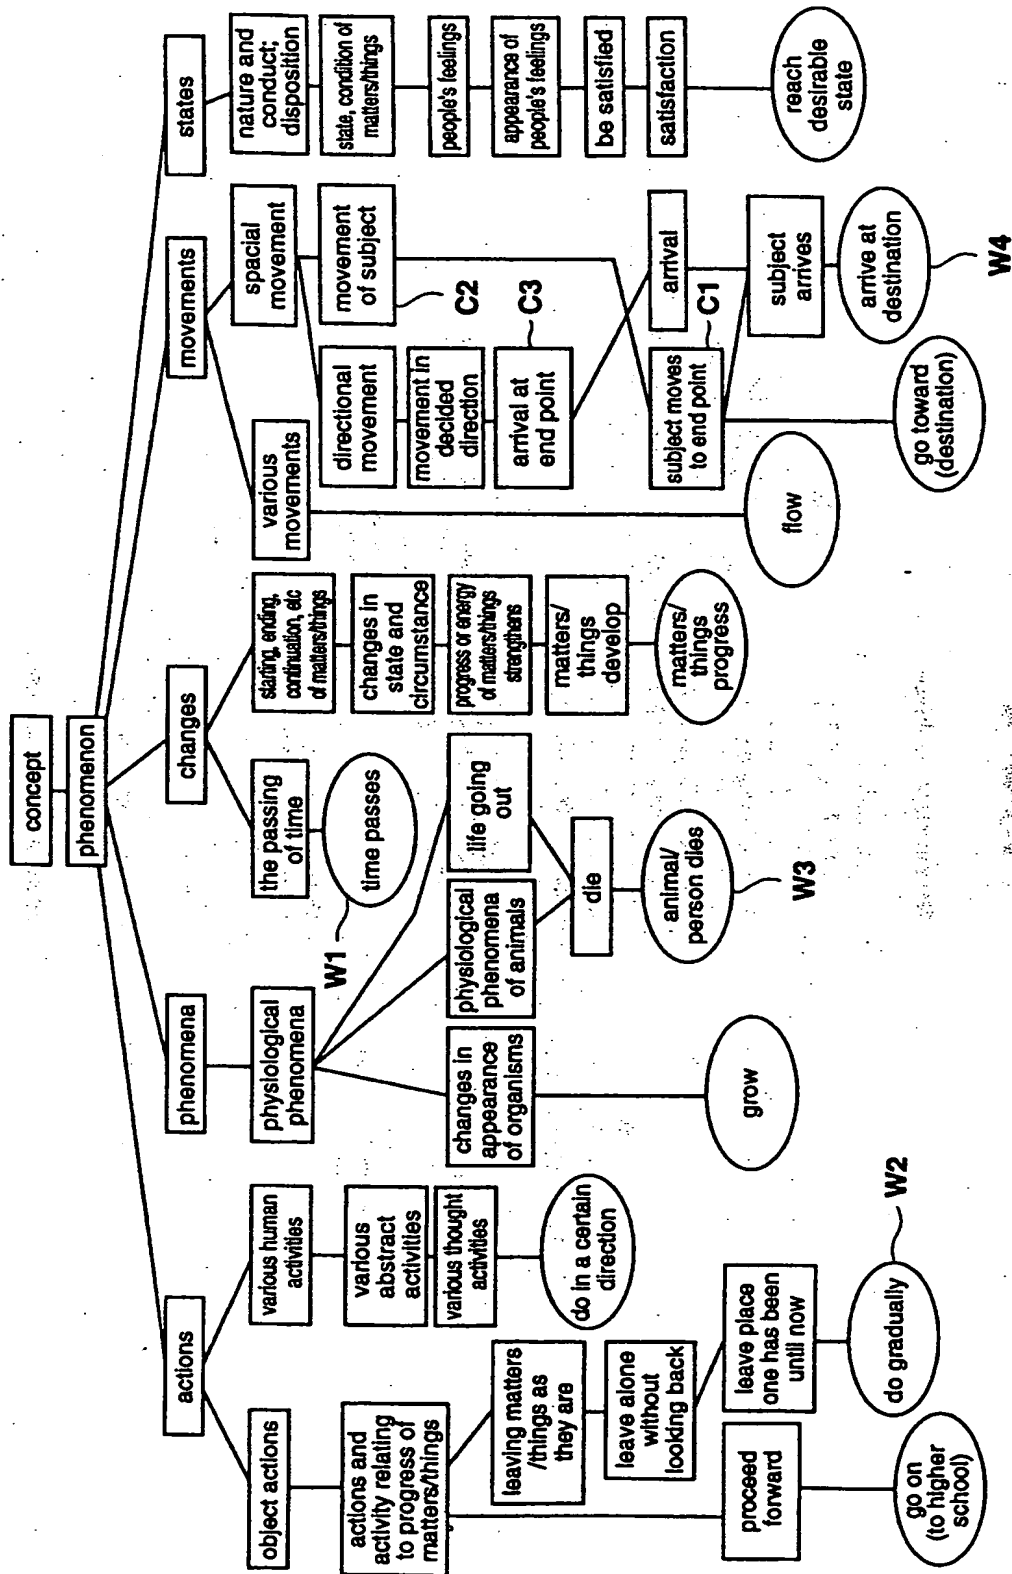 concept
phenomenon
actions
phenomena
changes
movements
states
object actions
various human
activities
physiological
phenomena
the passing
of time
starting, ending,
continuation, etc
of matters/things
various
movements
spacial
movement
nature and
conduct;
disposition
actions and
activity relating
to progress of
matters/things
various
abstract
activities
time passes
W1
changes in
state and
circumstance
directional
movement
movement
of subject
C2
state, condition of
matters/things
various thought
activities
progress or energy
of matters/things
strengthens
movement in
decided
direction
people's feelings
leaving matters
/things as
they are
do in a certain
direction
changes in
appearance
of organisms
physiological
phenomena
of animals
life going
out
matters/
things
develop
arrival at
end point
C3
appearance of
people's feelings
leave alone
without
looking back
die
be satisfied
animal/
person dies
W3
matters/
things
progress
subject moves
to end point
C1
arrival
satisfaction
proceed
forward
leave place
one has been
until now
grow
flow
subject
arrives
reach
desirable
state
go on
(to higher
school)
do gradually
W2
go toward
(destination)
arrive at
destination
W4